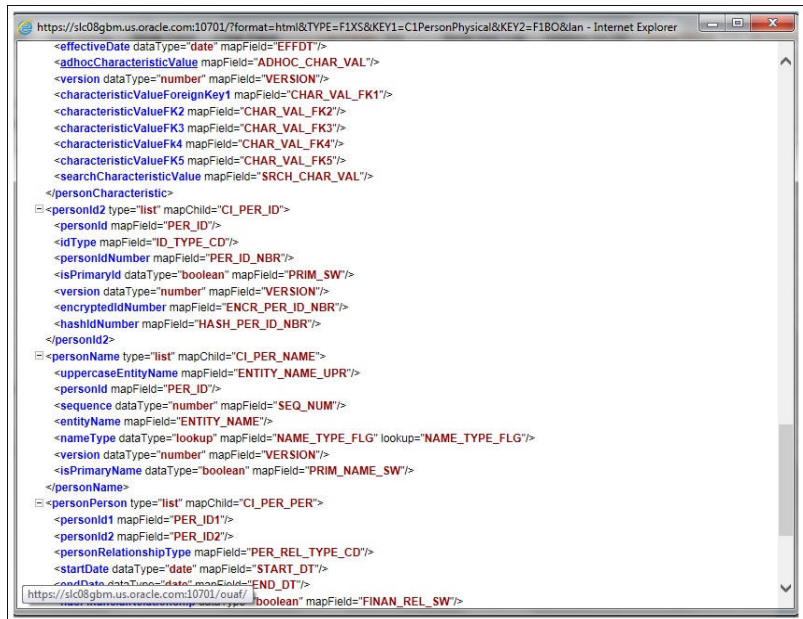 https://slc08gbm.us.oracle.com:10701/?format=html&TYPE=F1XS&KEY1=C1PersonPhysical&KEY2=F1BO&lan - Internet Explorer
<effectiveDate dataType="date" mapField="EFFDT"/>
<adhocCharacteristicValue mapField="ADHOC_CHAR_VAL"/>
<version dataType="number" mapField="VERSION"/>
<characteristicValueForeignKey1 mapField="CHAR_VAL_FK1"/>
<characteristicValueFK2 mapField="CHAR_VAL_FK2"/>
<characteristicValueFK3 mapField="CHAR_VAL_FK3"/>
<characteristicValueFk4 mapField="CHAR_VAL_FK4"/>
<characteristicValueFK5 mapField="CHAR_VAL_FK5"/>
<searchCharacteristicValue mapField="SRCH_CHAR_VAL"/>
</personCharacteristic>
<personId2 type="list" mapChild="CI_PER_ID">
<personId mapField="PER_ID"/>
<idType mapField="ID_TYPE_CD"/>
<personIdNumber mapField="PER_ID_NBR"/>
<isPrimaryId dataType="boolean" mapField="PRIM_SW"/>
<version dataType="number" mapField="VERSION"/>
<encryptedIdNumber mapField="ENCR_PER_ID_NBR"/>
<hashIdNumber mapField="HASH_PER_ID_NBR"/>
</personId2>
<personName type="list" mapChild="CI_PER_NAME">
<uppercaseEntityName mapField="ENTITY_NAME_UPR"/>
<personId mapField="PER_ID"/>
<sequence dataType="number" mapField="SEQ_NUM"/>
<entityName mapField="ENTITY_NAME"/>
<nameType dataType="lookup" mapField="NAME_TYPE_FLG" lookup="NAME_TYPE_FLG"/>
<version dataType="number" mapField="VERSION"/>
<isPrimaryName dataType="boolean" mapField="PRIM_NAME_SW"/>
</personName>
<personPerson type="list" mapChild="CI_PER_PER">
<personId1 mapField="PER_ID1"/>
<personId2 mapField="PER_ID2"/>
<personRelationshipType mapField="PER_REL_TYPE_CD"/>
<startDate dataType="date" mapField="START_DT"/>
<endDate dataType="date" mapField="END_DT"/>
https://slc08gbm.us.oracle.com:10701/ouaf/ "boolean" mapField="FINAN_REL_SW"/>